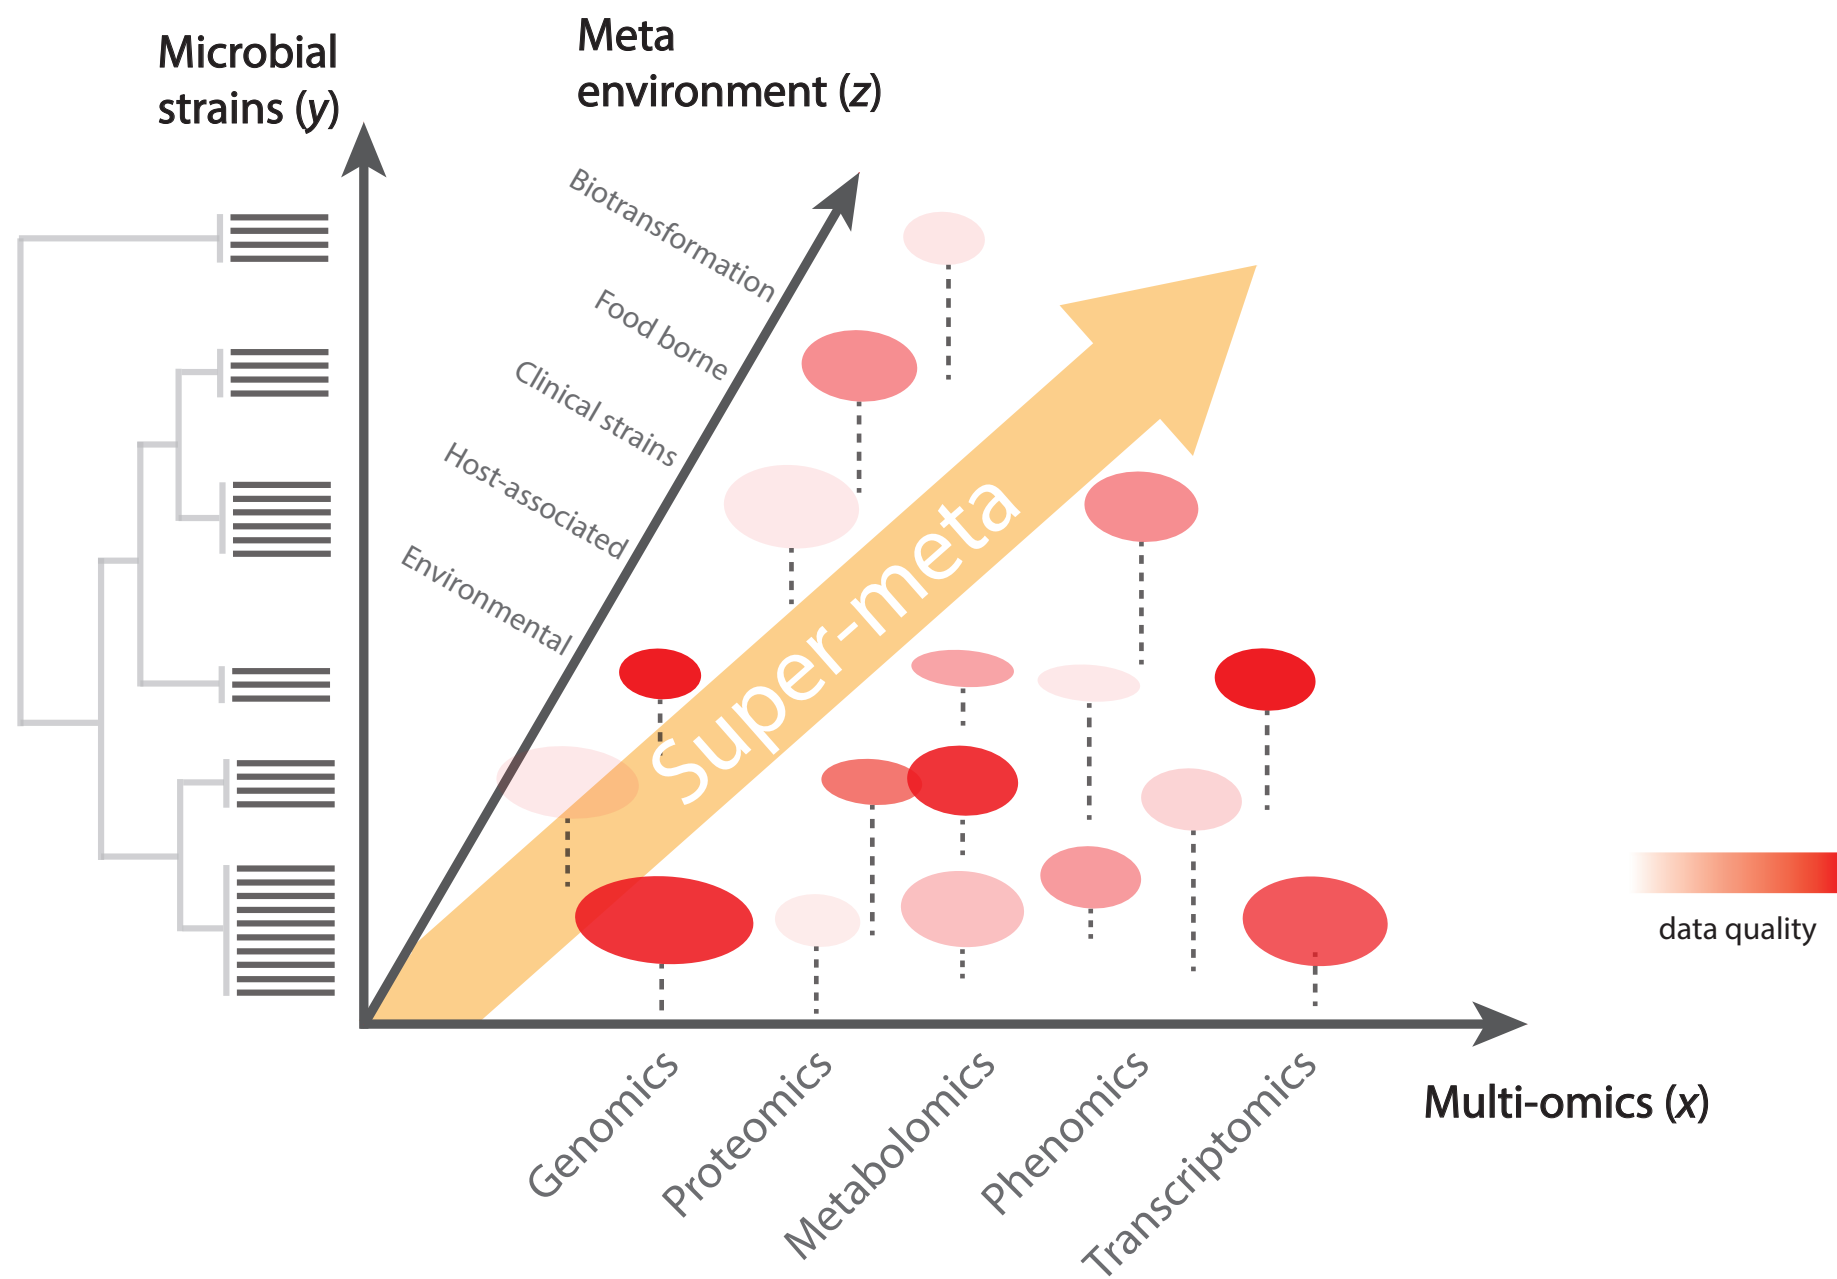 Microbial
strains (y)
Meta
environment (z)
Biotransformation
Food borne
Clinical strains
Host-associated
Environmental
Super-meta
data quality
Genomics
Proteomics
Metabolomics
Phenomics
Transcriptomics
Multi-omics (x)